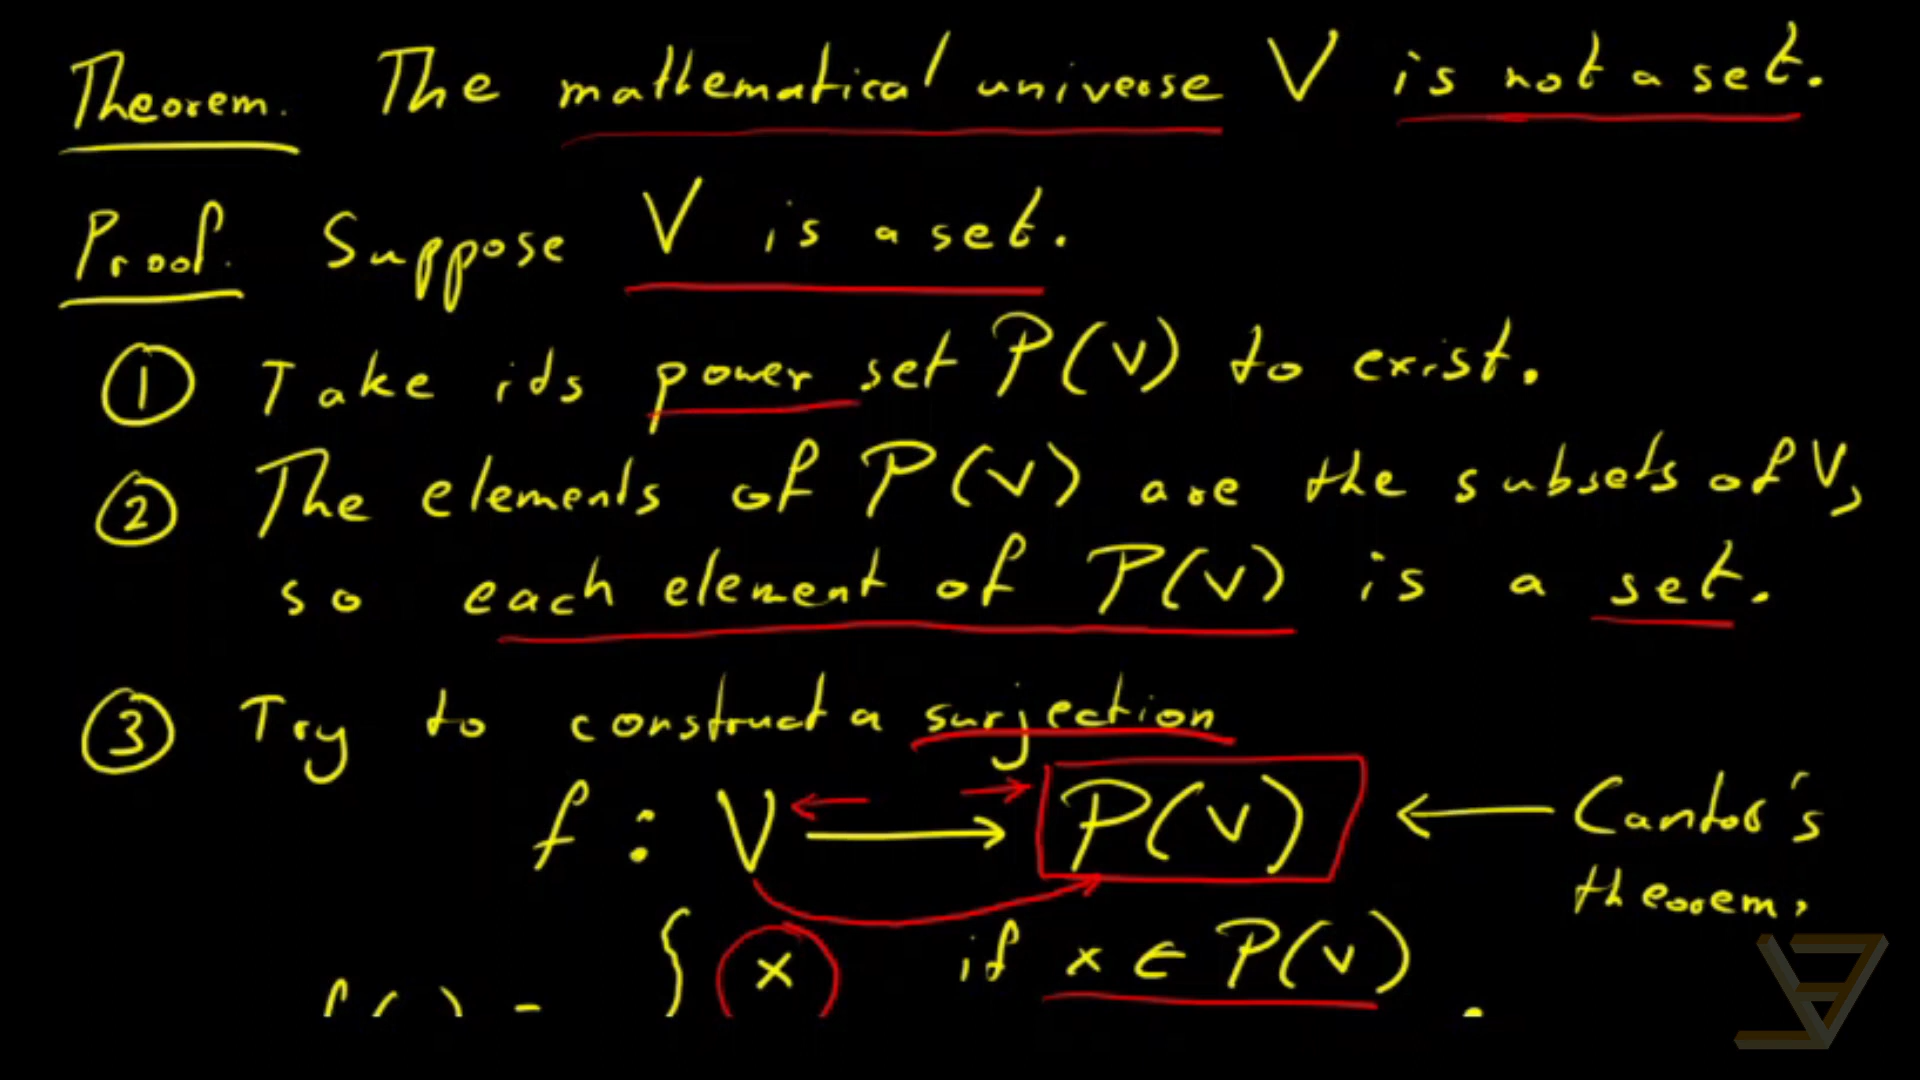 Theorem. The mathematical universe V is not a set.
Proof. Suppose V is a set.
① Take its power set P(V) to exist.
② The elements of P(V) are the subsets of V,
so each element of P(V) is a set.
③ Try to construct a surjection
f : V → P(V) ← Cantor's
theorem,
{ x if x ∈ P(V) .